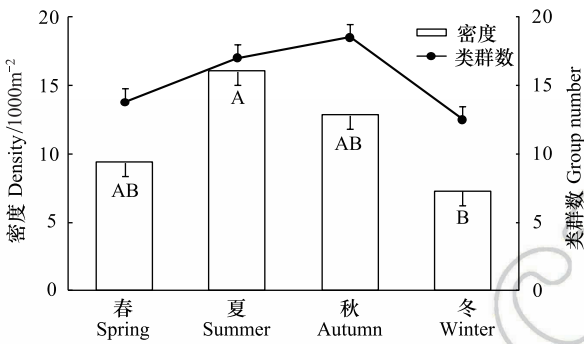 20
15
10
5
0
密度 Density/1000m⁻²
密度
类群数
AB
A
AB
B
20
15
10
5
0
类群数 Group number
春
Spring
夏
Summer
秋
Autumn
冬
Winter